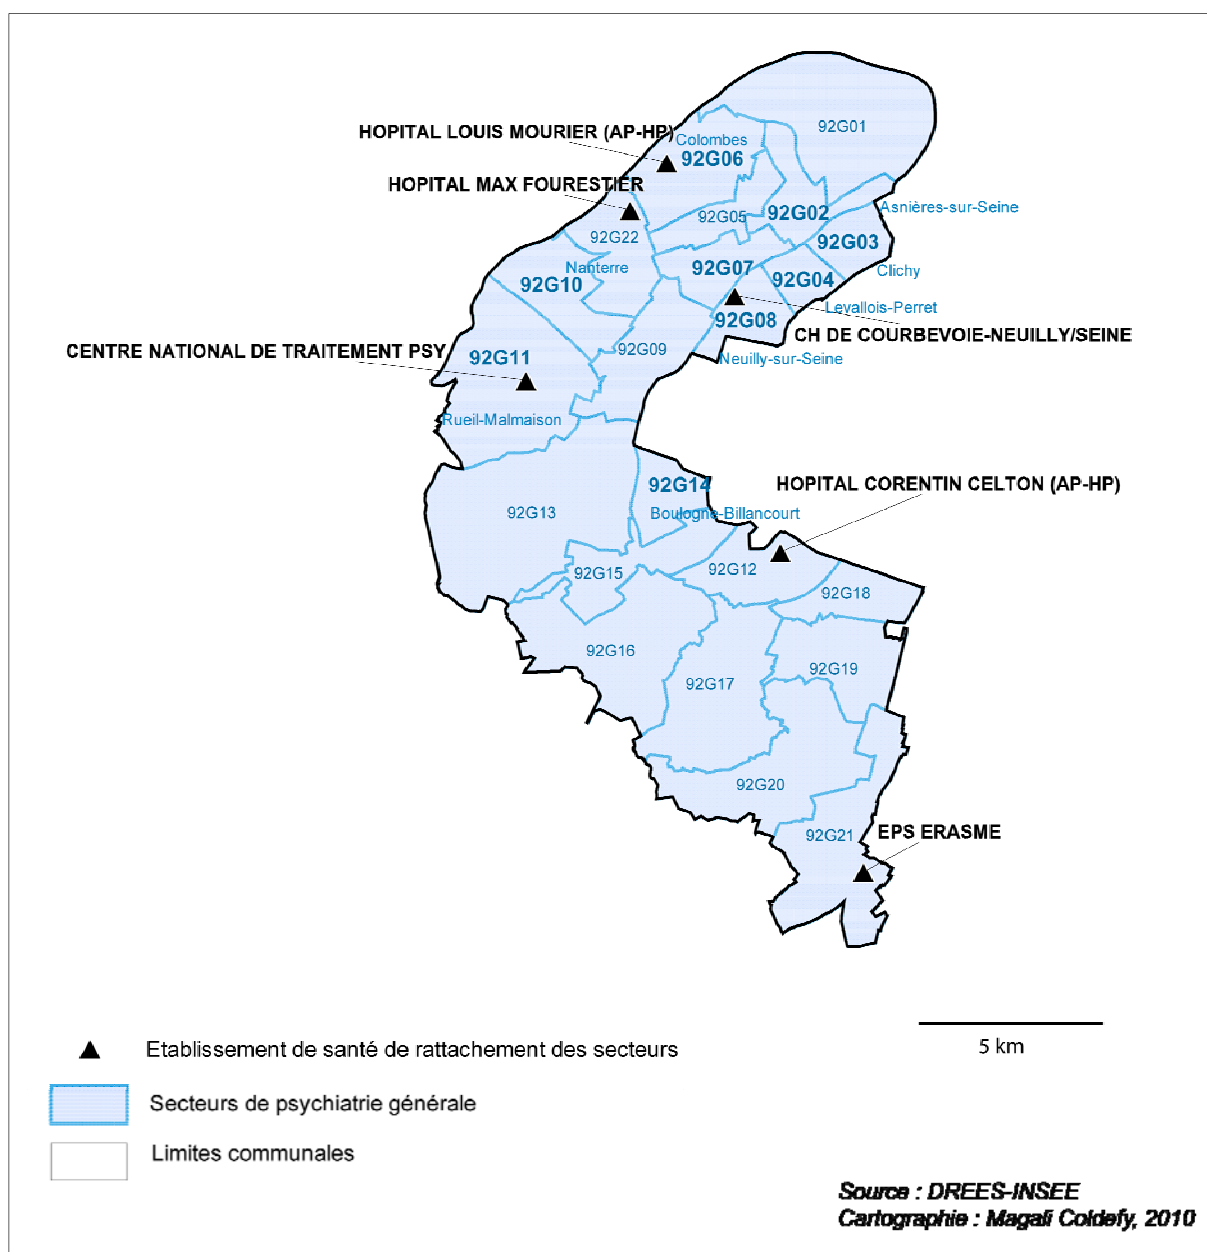 92G01
HOPITAL LOUIS MOURIER (AP-HP)
Colombes
92G06
HOPITAL MAX FOURESTIER
92G05
92G02
Asnières-sur-Seine
92G22
92G03
Nanterre
92G07
92G10
92G04
Clichy
Levallois-Perret
92G08
CH DE COURBEVOIE-NEUILLY/SEINE
CENTRE NATIONAL DE TRAITEMENT PSY
92G11
92G09
Neuilly-sur-Seine
Rueil-Malmaison
92G14
HOPITAL CORENTIN CELTON (AP-HP)
92G13
Boulogne-Billancourt
92G15
92G12
92G18
92G16
92G19
92G17
92G20
92G21
EPS ERASME
5 km
Etablissement de santé de rattachement des secteurs
Secteurs de psychiatrie générale
Limites communales
Source : DREES-INSEE
Cartographie : Magali Coldefy, 2010